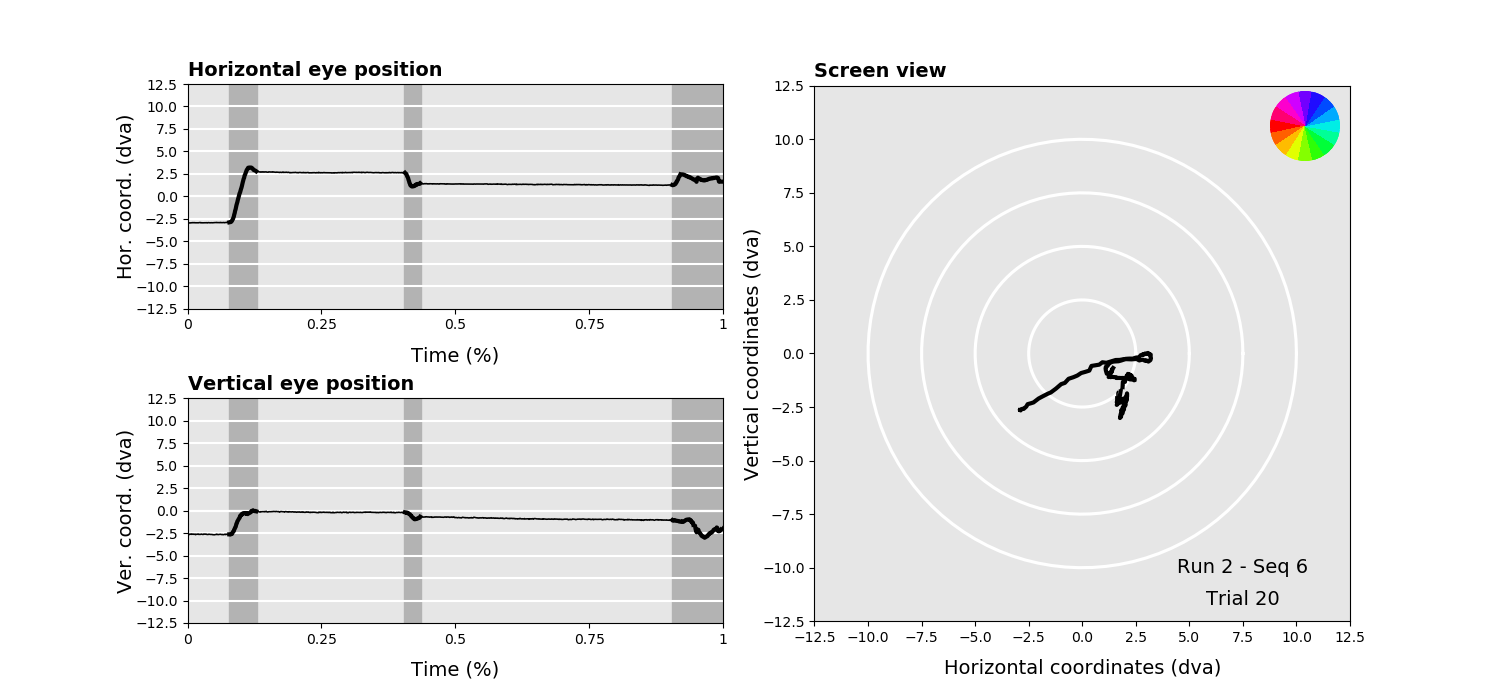 Horizontal eye position
12.5
10.0
7.5
5.0
2.5
0.0
−2.5
−5.0
−7.5
−10.0
−12.5
Hor. coord. (dva)
0 0.25 0.5 0.75 1
Time (%)
Vertical eye position
12.5
10.0
7.5
5.0
2.5
0.0
−2.5
−5.0
−7.5
−10.0
−12.5
Ver. coord. (dva)
0 0.25 0.5 0.75 1
Time (%)
Screen view
12.5
10.0
7.5
5.0
2.5
0.0
−2.5
−5.0
−7.5
−10.0
−12.5
Vertical coordinates (dva)
Run 2 - Seq 6
Trial 20
−12.5 −10.0 −7.5 −5.0 −2.5 0.0 2.5 5.0 7.5 10.0 12.5
Horizontal coordinates (dva)